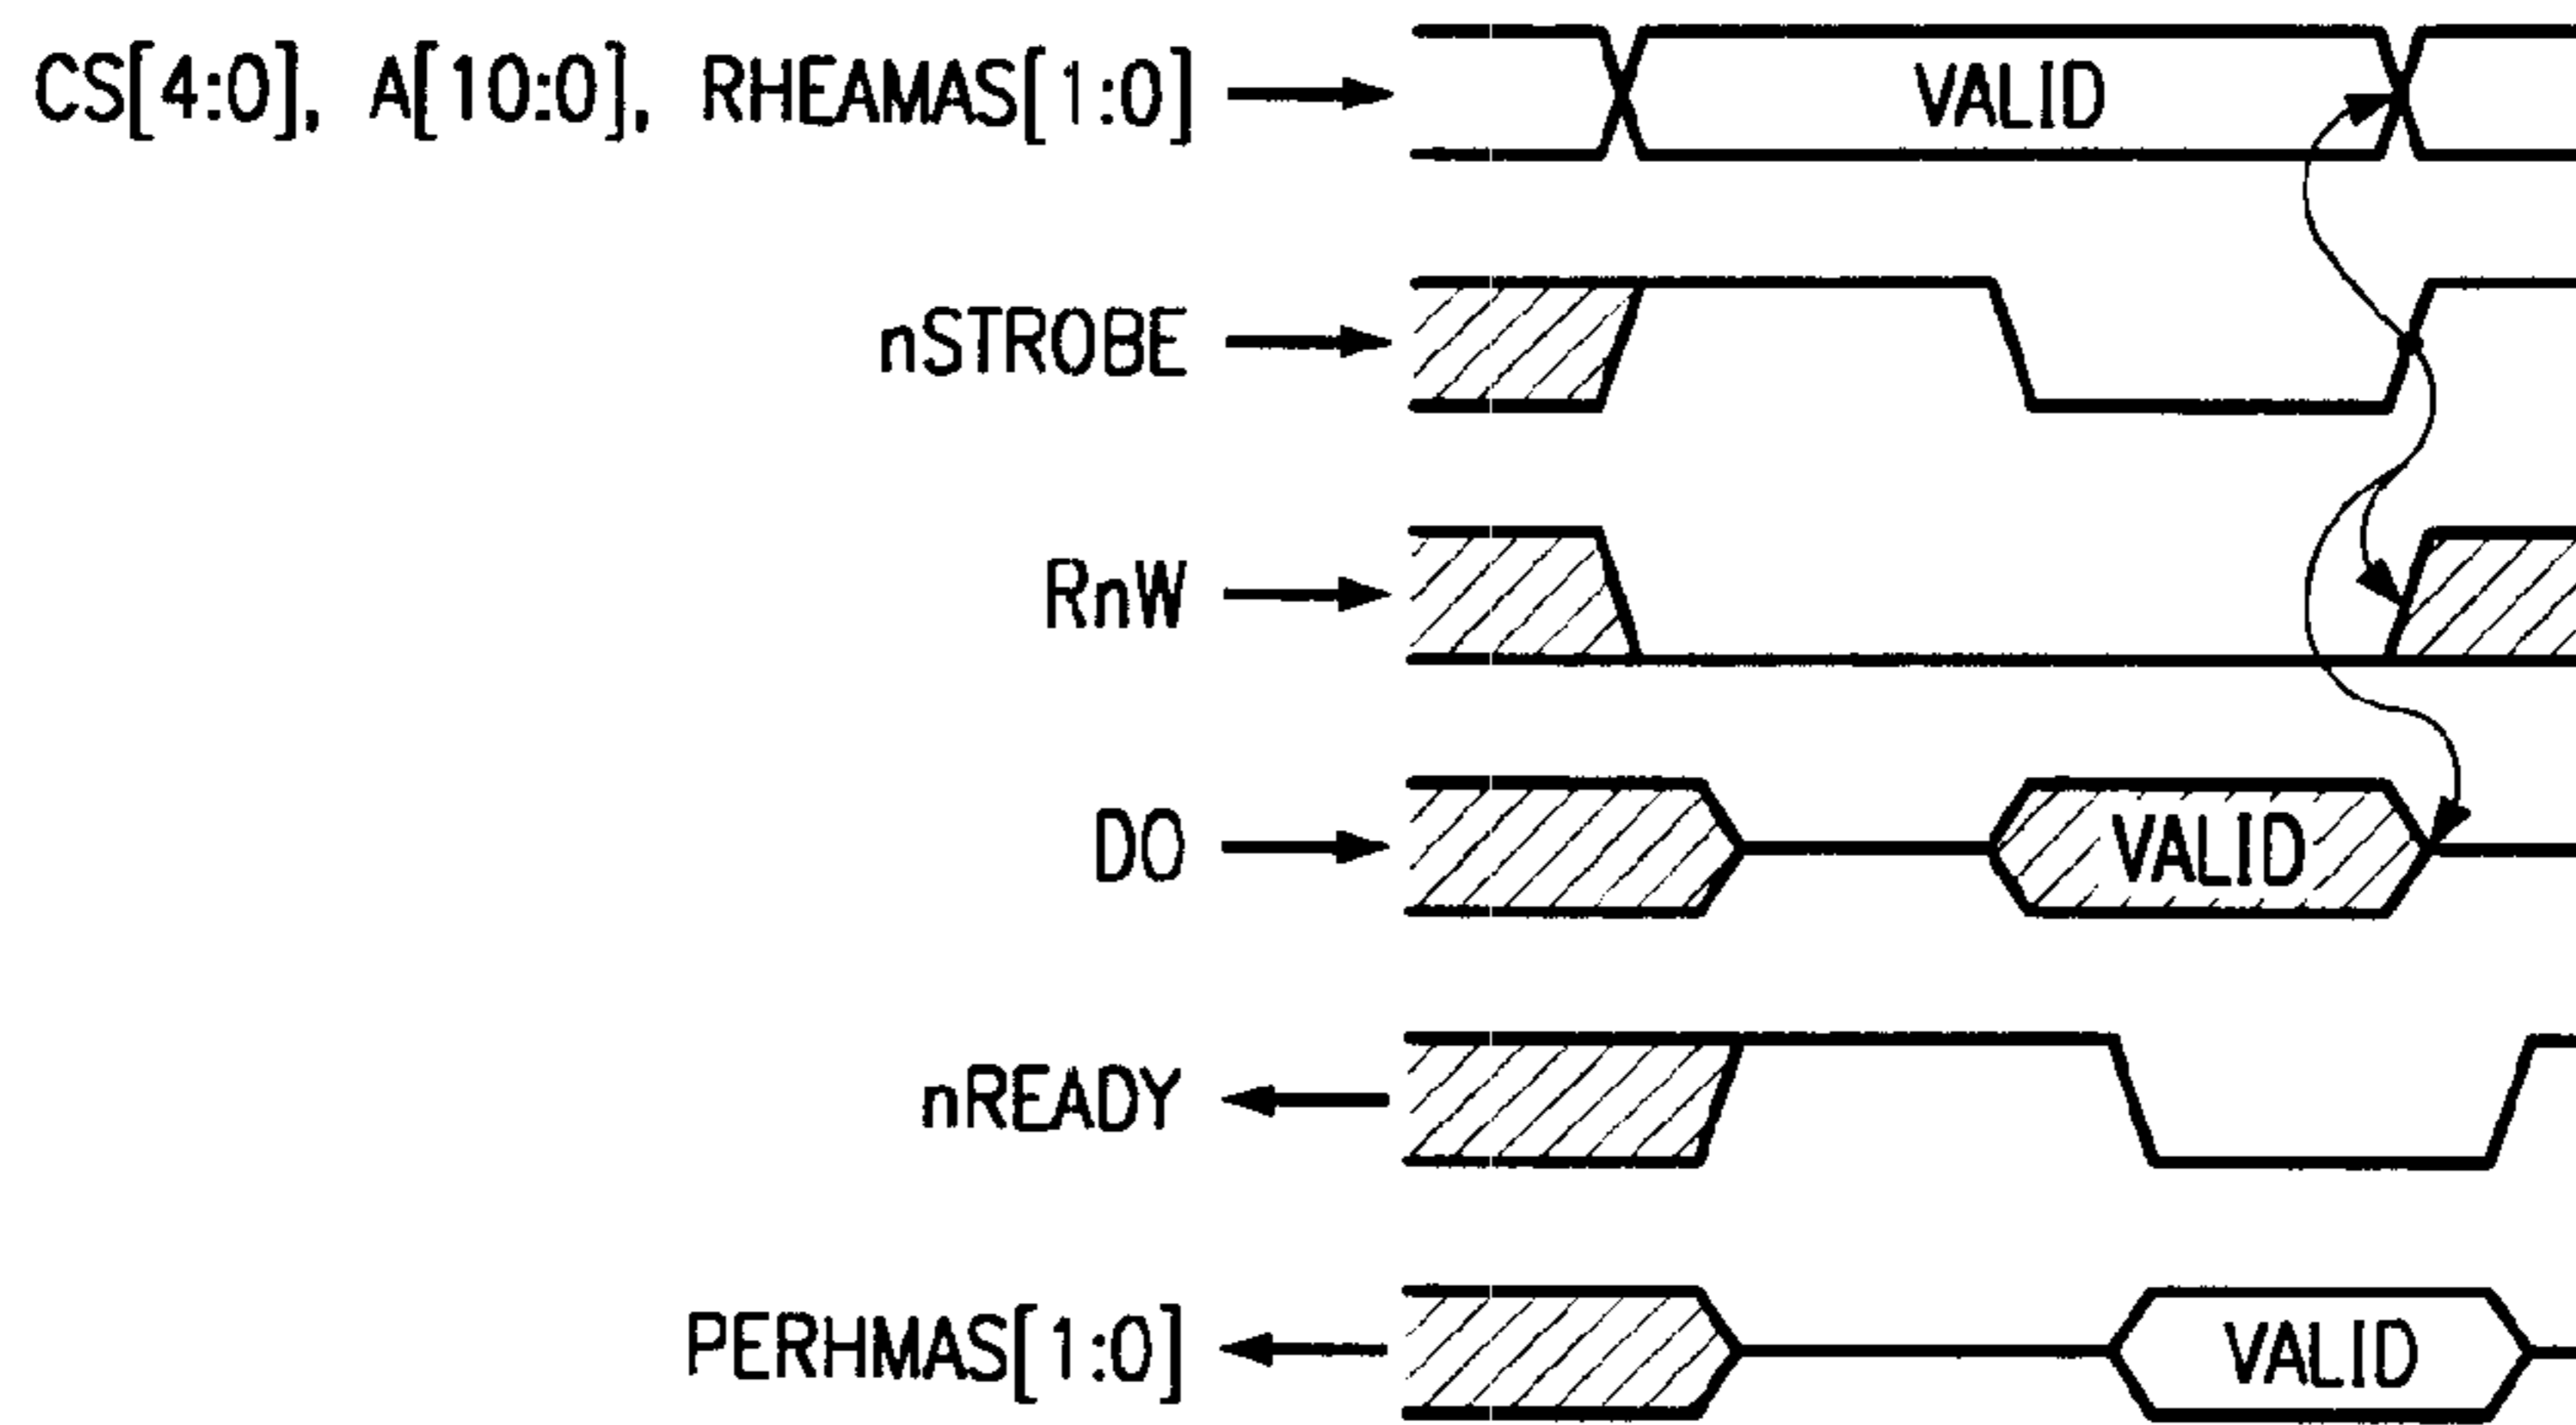 CS[4:0], A[10:0], RHEAMAS[1:0] VALID
nSTROBE
RnW
DO VALID
nREADY
PERHMAS[1:0] VALID